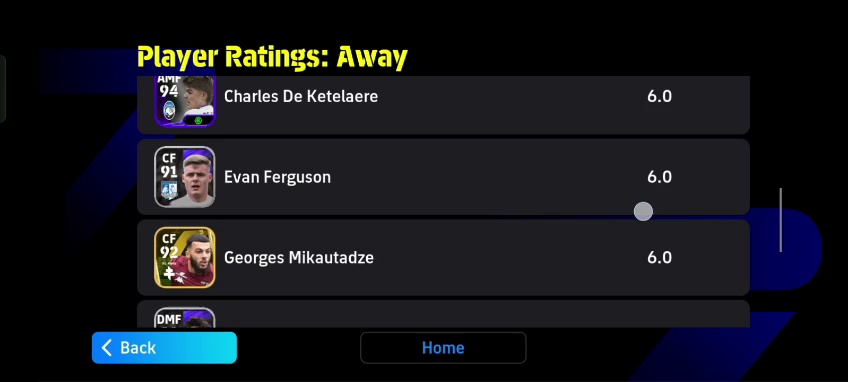 Player Ratings: Away
AMF
94
Charles De Ketelaere
6.0
CF
91
Evan Ferguson
6.0
CF
92
Georges Mikautadze
6.0
DMF
Back
Home